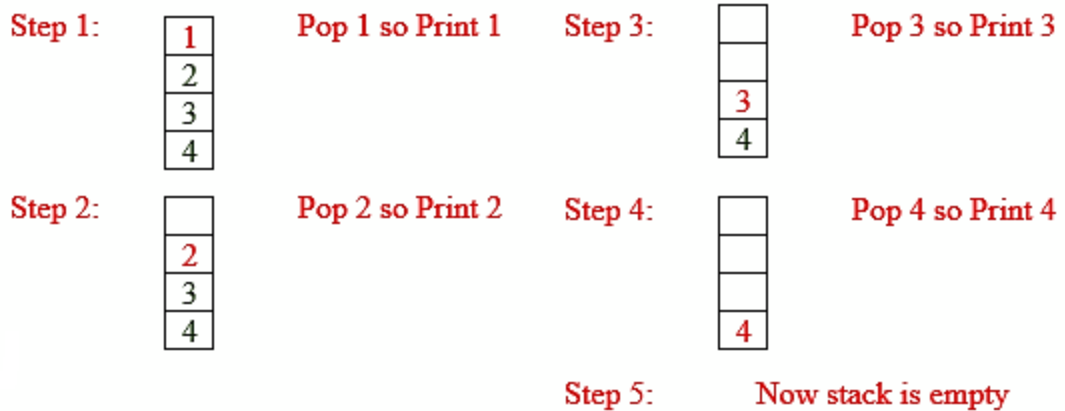 Step 1:
1
2
3
4
Pop 1 so Print 1
Step 2:
2
3
4
Pop 2 so Print 2
Step 3:
3
4
Pop 3 so Print 3
Step 4:
4
Pop 4 so Print 4
Step 5:
Now stack is empty